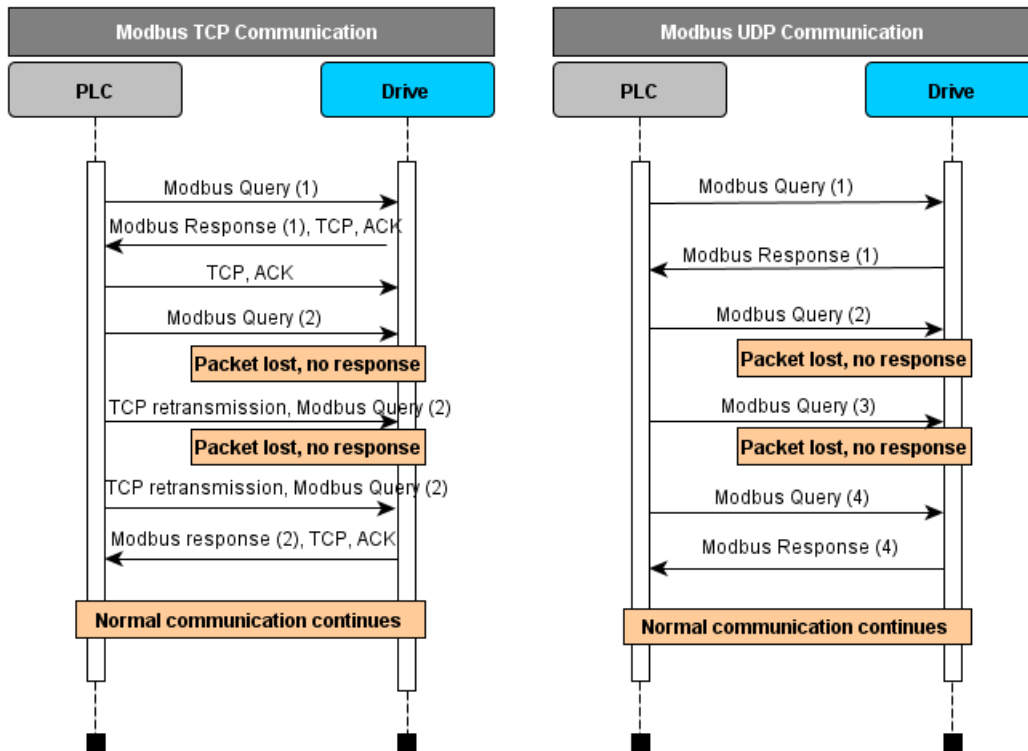 Modbus TCP Communication
PLC
Drive
Modbus Query (1)
Modbus Response (1), TCP, ACK
TCP, ACK
Modbus Query (2)
Packet lost, no response
TCP retransmission, Modbus Query (2)
Packet lost, no response
TCP retransmission, Modbus Query (2)
Modbus response (2), TCP, ACK
Normal communication continues
Modbus UDP Communication
PLC
Drive
Modbus Query (1)
Modbus Response (1)
Modbus Query (2)
Packet lost, no response
Modbus Query (3)
Packet lost, no response
Modbus Query (4)
Modbus Response (4)
Normal communication continues